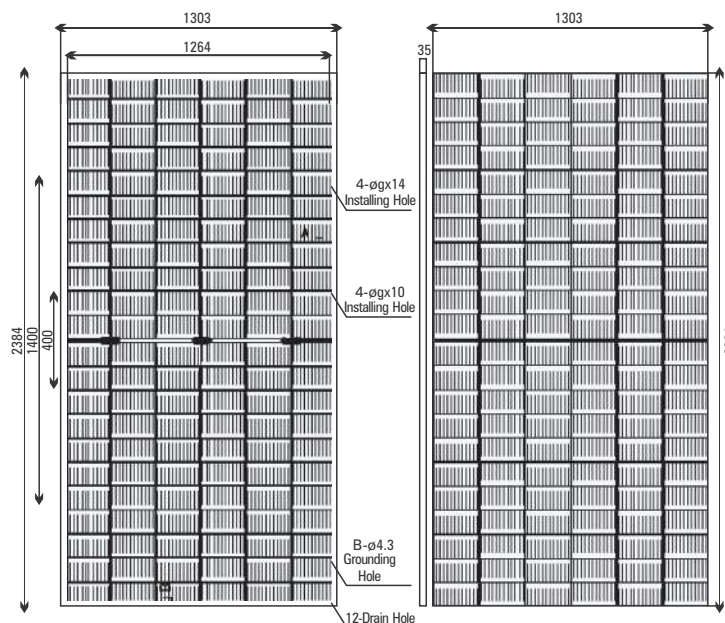 1303
1303
1264
35
4-øgx14
Installing Hole
4-øgx10
Installing Hole
2384
1400
400
A
B-ø4.3
Grounding
Hole
B
12-Drain Hole